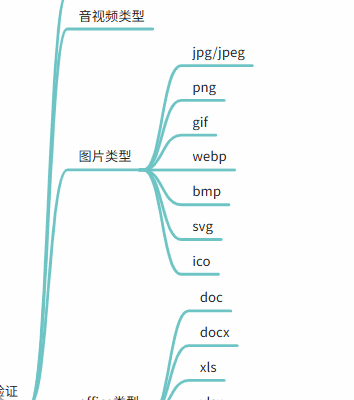 音视频类型
jpg/jpeg
png
gif
图片类型
webp
bmp
svg
ico
doc
docx
xls
验证
office类型